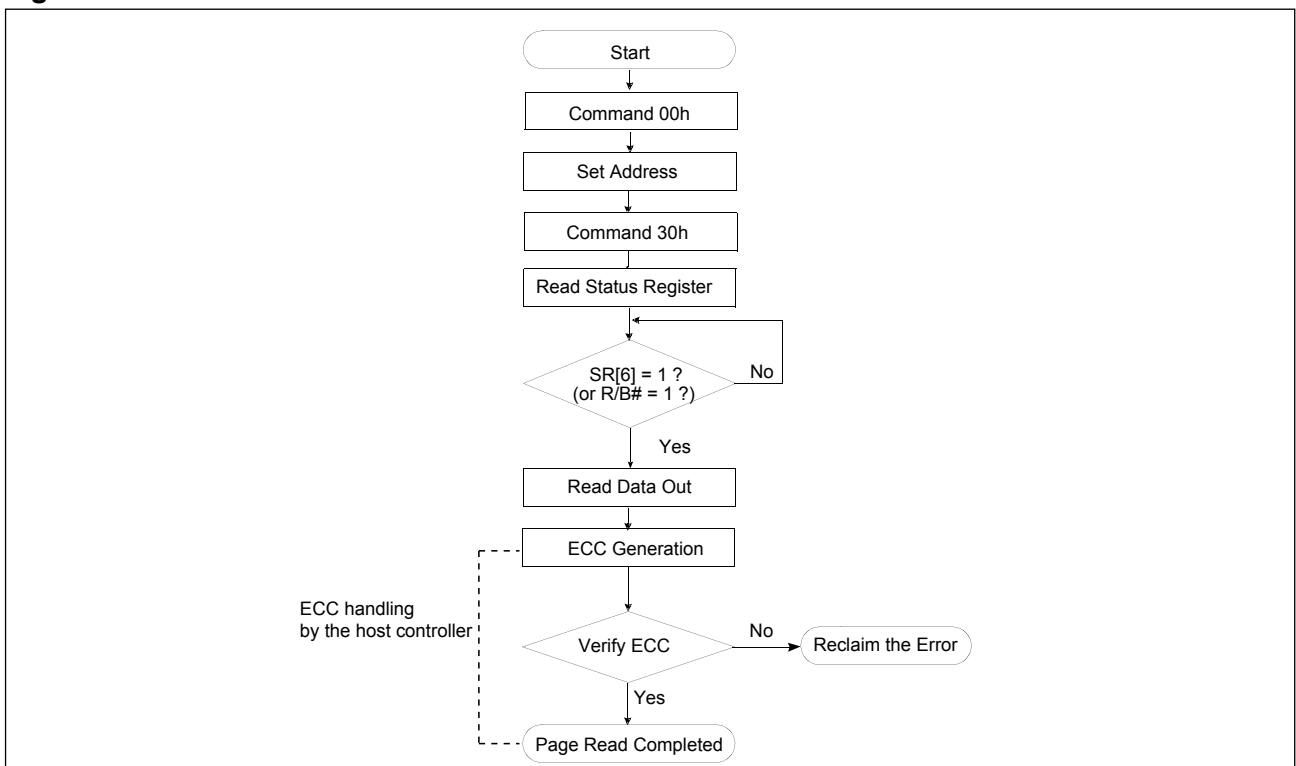 Start
Command 00h
Set Address
Command 30h
Read Status Register
SR[6] = 1 ?
(or R/B# = 1 ?)
No
Yes
Read Data Out
ECC Generation
ECC handling
by the host controller
Verify ECC
No
Reclaim the Error
Yes
Page Read Completed